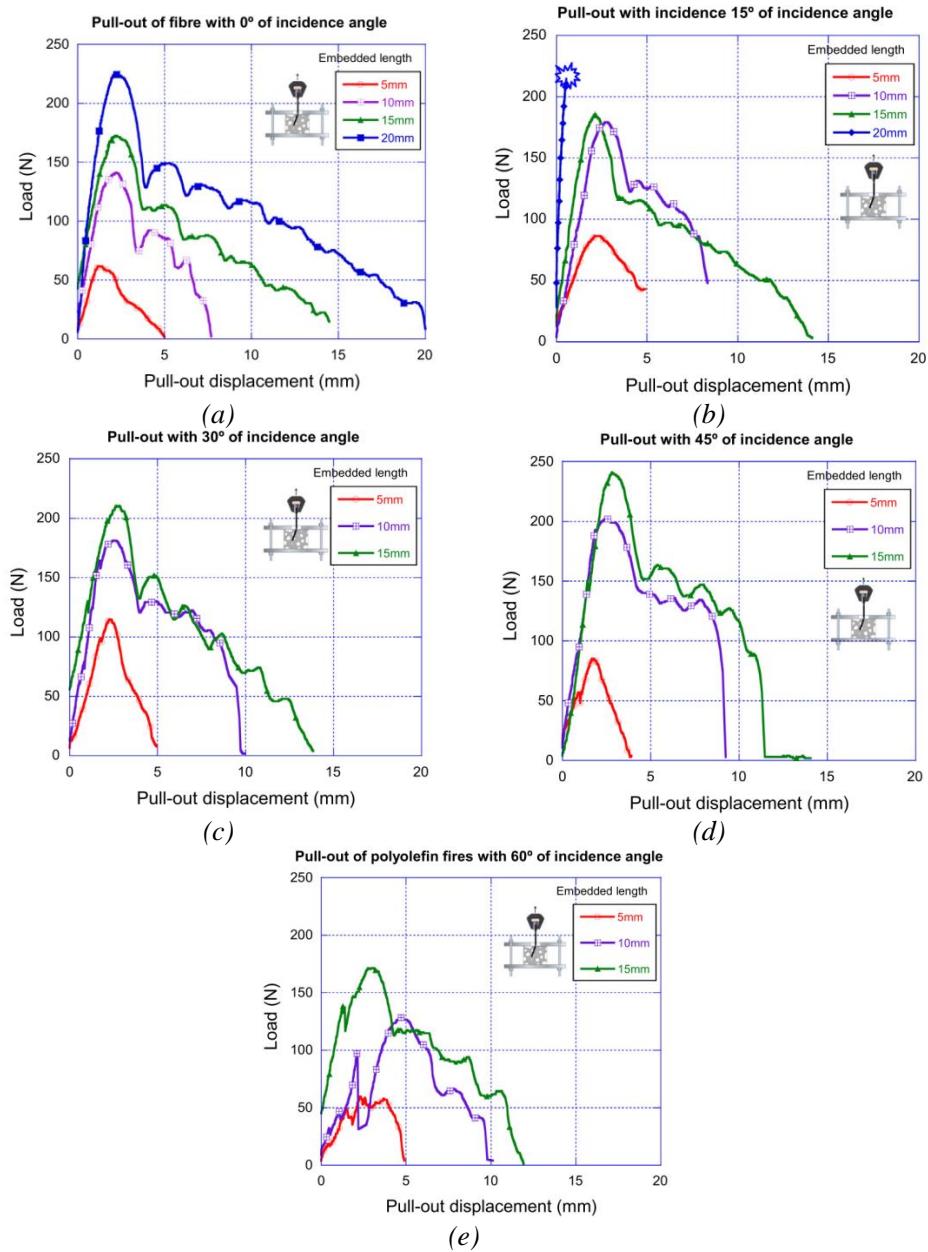 Pull-out of fibre with 0º of incidence angle
250
200
150
100
50
0
Load (N)
Embedded length
5mm
10mm
15mm
20mm
0 5 10 15 20
Pull-out displacement (mm)
(a)
Pull-out with incidence 15º of incidence angle
250
200
150
100
50
0
Load (N)
Embedded length
5mm
10mm
15mm
20mm
0 5 10 15 20
Pull-out displacement (mm)
(b)
Pull-out with 30º of incidence angle
250
200
150
100
50
0
Load (N)
Embedded length
5mm
10mm
15mm
0 5 10 15 20
Pull-out displacement (mm)
(c)
Pull-out with 45º of incidence angle
250
200
150
100
50
0
Load (N)
Embedded length
5mm
10mm
15mm
0 5 10 15 20
Pull-out displacement (mm)
(d)
Pull-out of polyolefin fires with 60º of incidence angle
250
200
150
100
50
0
Load (N)
Embedded length
5mm
10mm
15mm
0 5 10 15 20
Pull-out displacement (mm)
(e)